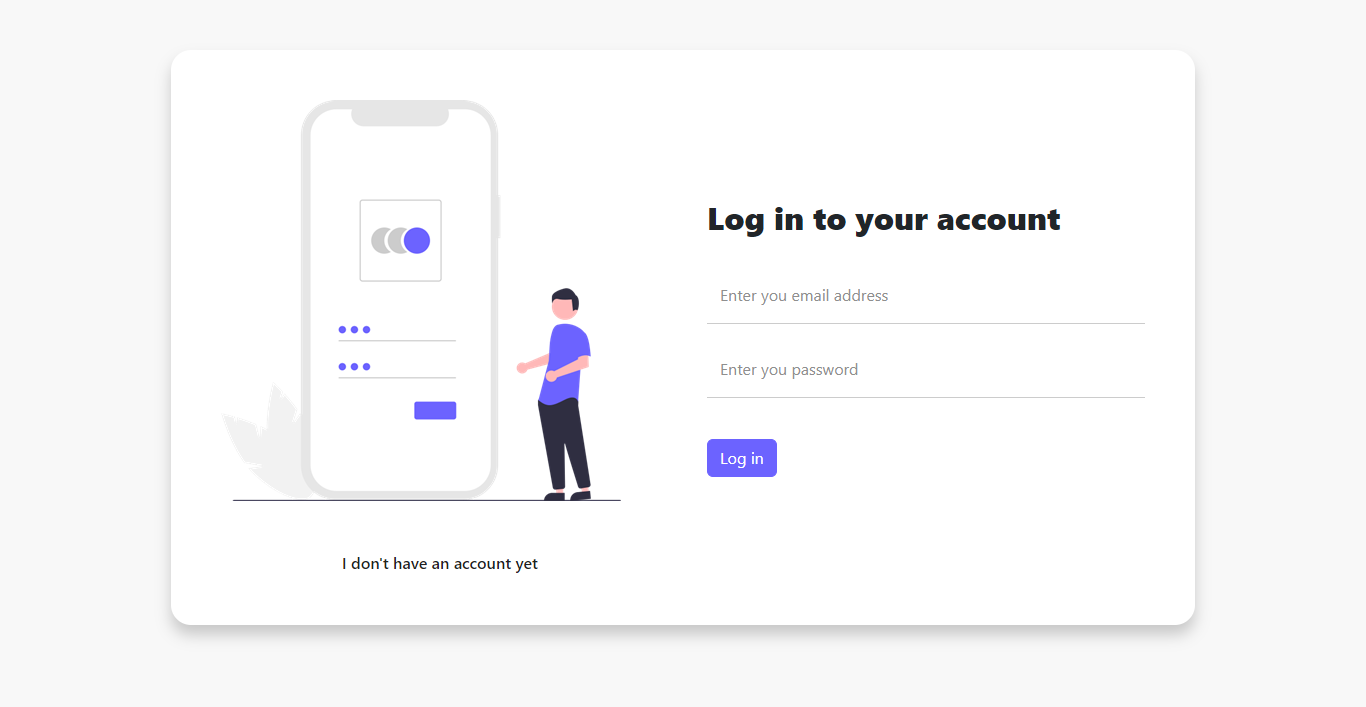 Log in to your account
Enter you email address
Enter you password
Log in
I don't have an account yet